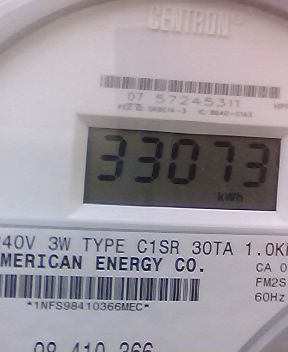 CENTRON®
07 57245311
33073
kWh
240V 3W TYPE C1SR 30TA 1.0K
AMERICAN ENERGY CO.
CA 0
FM2S
60Hz
*1NFS98410366MEC*
98 410 366